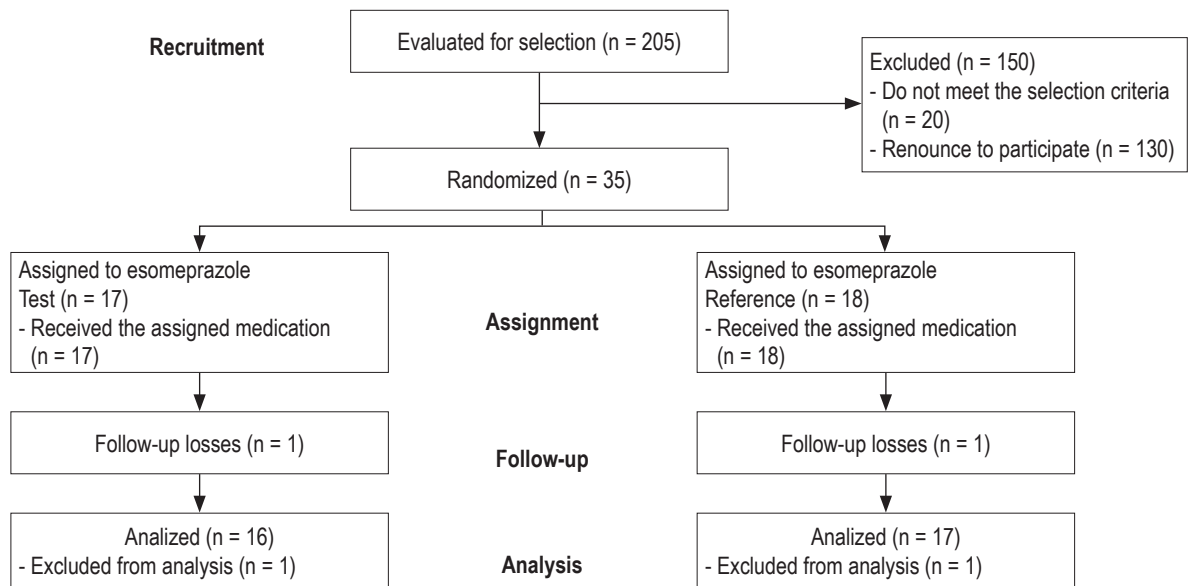 Recruitment
Evaluated for selection (n = 205)
Excluded (n = 150)
- Do not meet the selection criteria
(n = 20)
- Renounce to participate (n = 130)
Randomized (n = 35)
Assigned to esomeprazole
Test (n = 17)
- Received the assigned medication
(n = 17)
Assignment
Assigned to esomeprazole
Reference (n = 18)
- Received the assigned medication
(n = 18)
Follow-up losses (n = 1)
Follow-up
Follow-up losses (n = 1)
Analized (n = 16)
- Excluded from analysis (n = 1)
Analysis
Analized (n = 17)
- Excluded from analysis (n = 1)